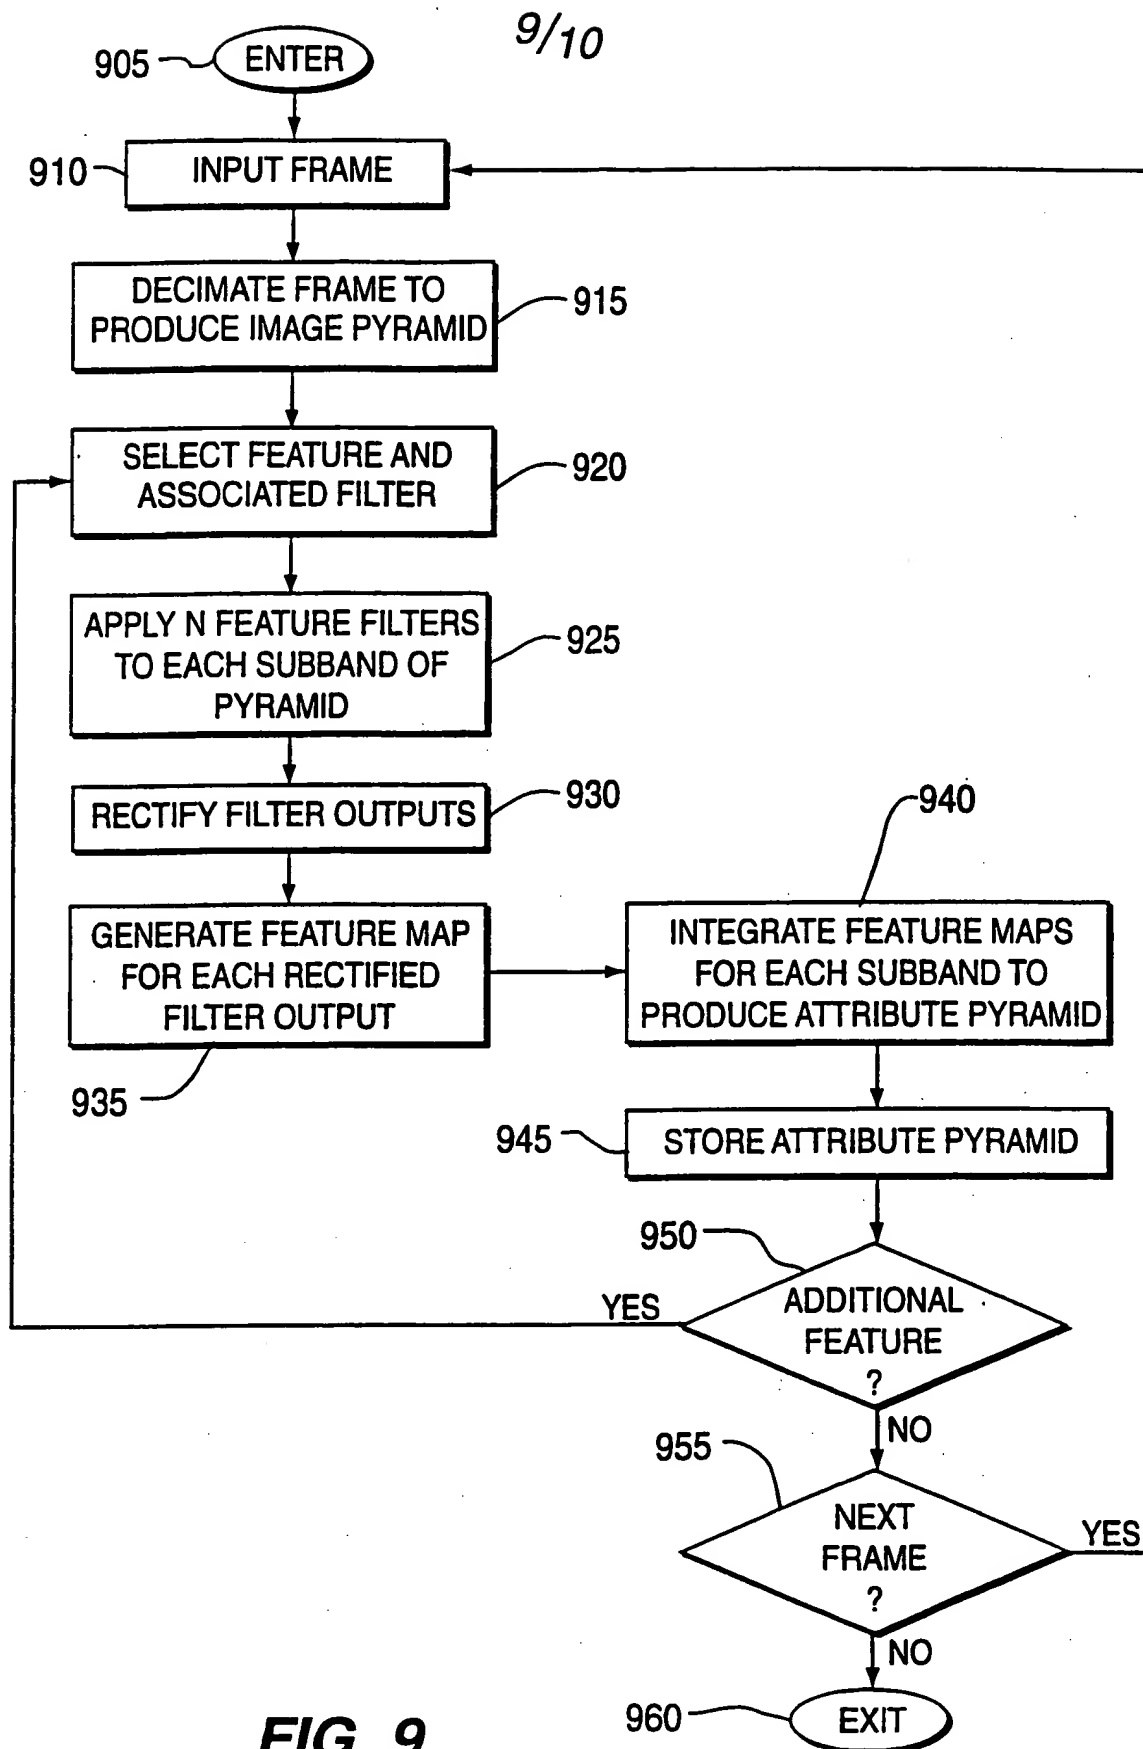 9/10
905
ENTER
910
INPUT FRAME
DECIMATE FRAME TO
PRODUCE IMAGE PYRAMID
915
SELECT FEATURE AND
ASSOCIATED FILTER
920
APPLY N FEATURE FILTERS
TO EACH SUBBAND OF
PYRAMID
925
RECTIFY FILTER OUTPUTS
930
GENERATE FEATURE MAP
FOR EACH RECTIFIED
FILTER OUTPUT
935
940
INTEGRATE FEATURE MAPS
FOR EACH SUBBAND TO
PRODUCE ATTRIBUTE PYRAMID
945
STORE ATTRIBUTE PYRAMID
950
ADDITIONAL
FEATURE
?
YES
NO
955
NEXT
FRAME
?
YES
NO
960
EXIT
FIG. 9